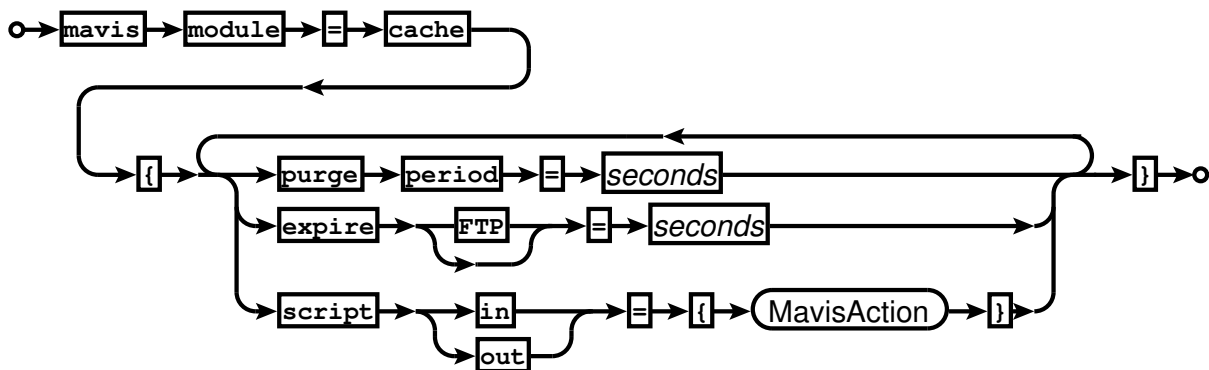 mavis module = cache
{ purge period = seconds }
expire FTP = seconds
script in = { MavisAction }
out